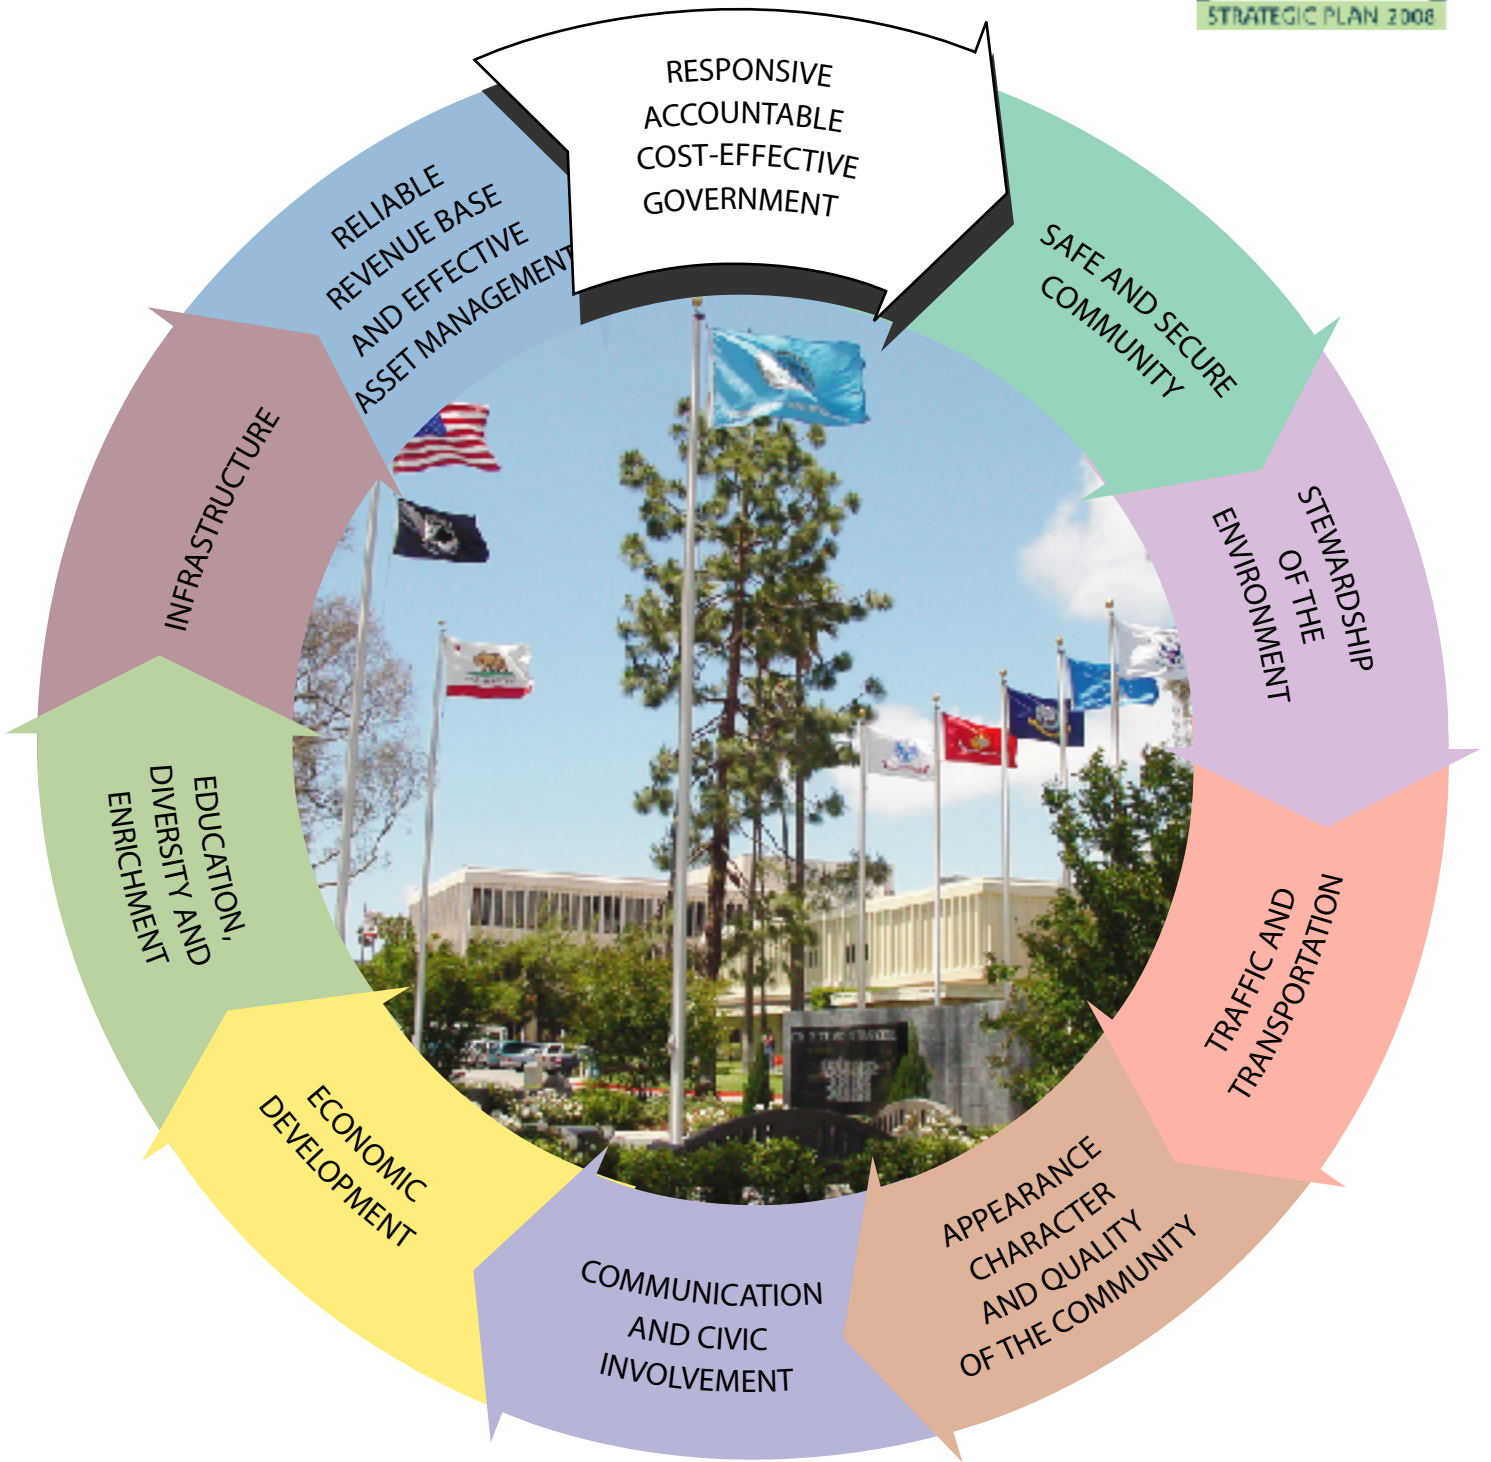 STRATEGIC PLAN 2008
RESPONSIVE
ACCOUNTABLE
COST-EFFECTIVE
GOVERNMENT
SAFE AND SECURE
COMMUNITY
STEWARDSHIP
OF THE
ENVIRONMENT
TRAFFIC AND
TRANSPORTATION
APPEARANCE
CHARACTER
AND QUALITY
OF THE COMMUNITY
COMMUNICATION
AND CIVIC
INVOLVEMENT
ECONOMIC
DEVELOPMENT
EDUCATION,
DIVERSITY AND
ENRICHMENT
INFRASTRUCTURE
RELIABLE
REVENUE BASE
AND EFFECTIVE
ASSET MANAGEMENT